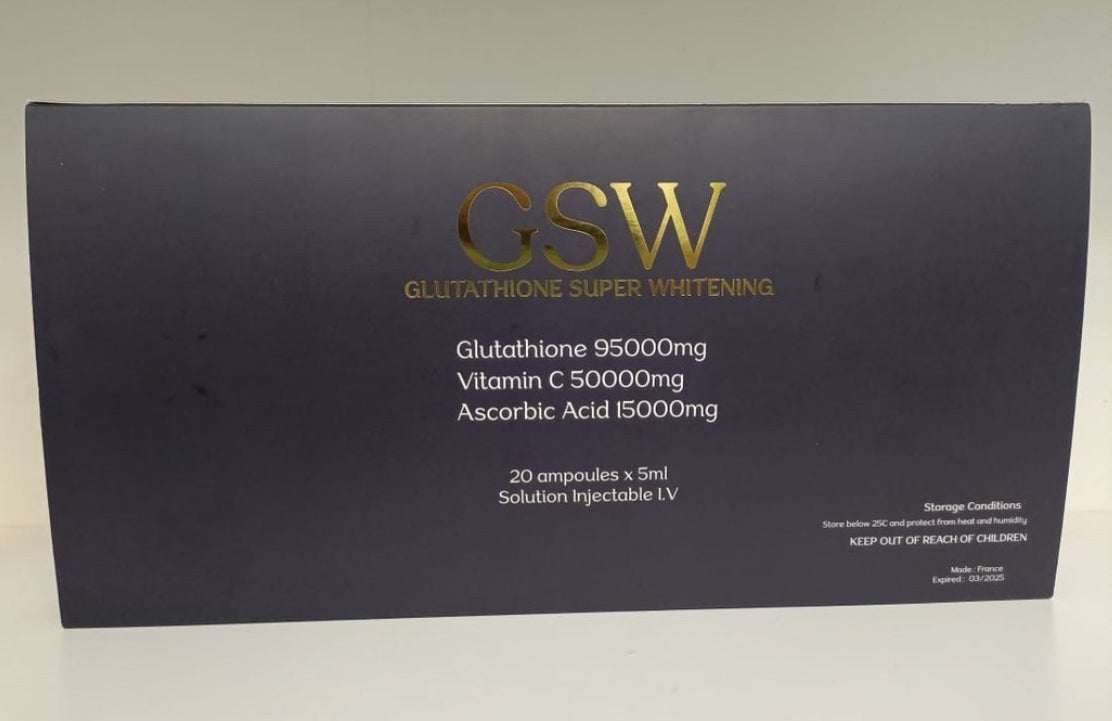 GSW
GLUTATHIONE SUPER WHITENING
Glutathione 95000mg
Vitamin C 50000mg
Ascorbic Acid 15000mg
20 ampoules x 5ml
Solution Injectable I.V
Storage Conditions
Store below 25C and protect from heat and humidity
KEEP OUT OF REACH OF CHILDREN
Made : France
Expired : 03/2025